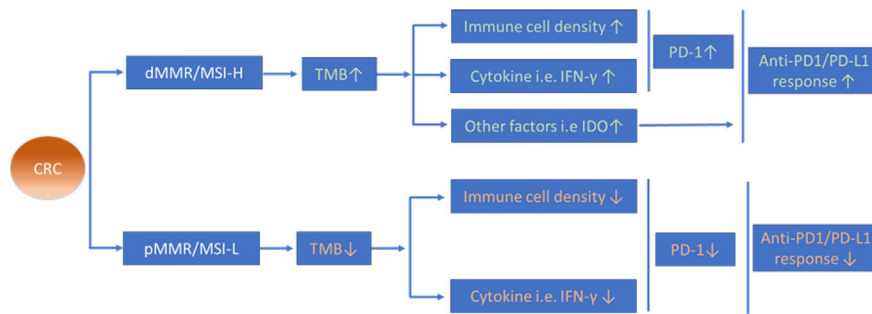 CRC
dMMR/MSI-H
TMB↑
Immune cell density ↑
Cytokine i.e. IFN-γ ↑
Other factors i.e IDO↑
PD-1↑
Anti-PD1/PD-L1
response ↑
pMMR/MSI-L
TMB↓
Immune cell density ↓
Cytokine i.e. IFN-γ ↓
PD-1↓
Anti-PD1/PD-L1
response ↓